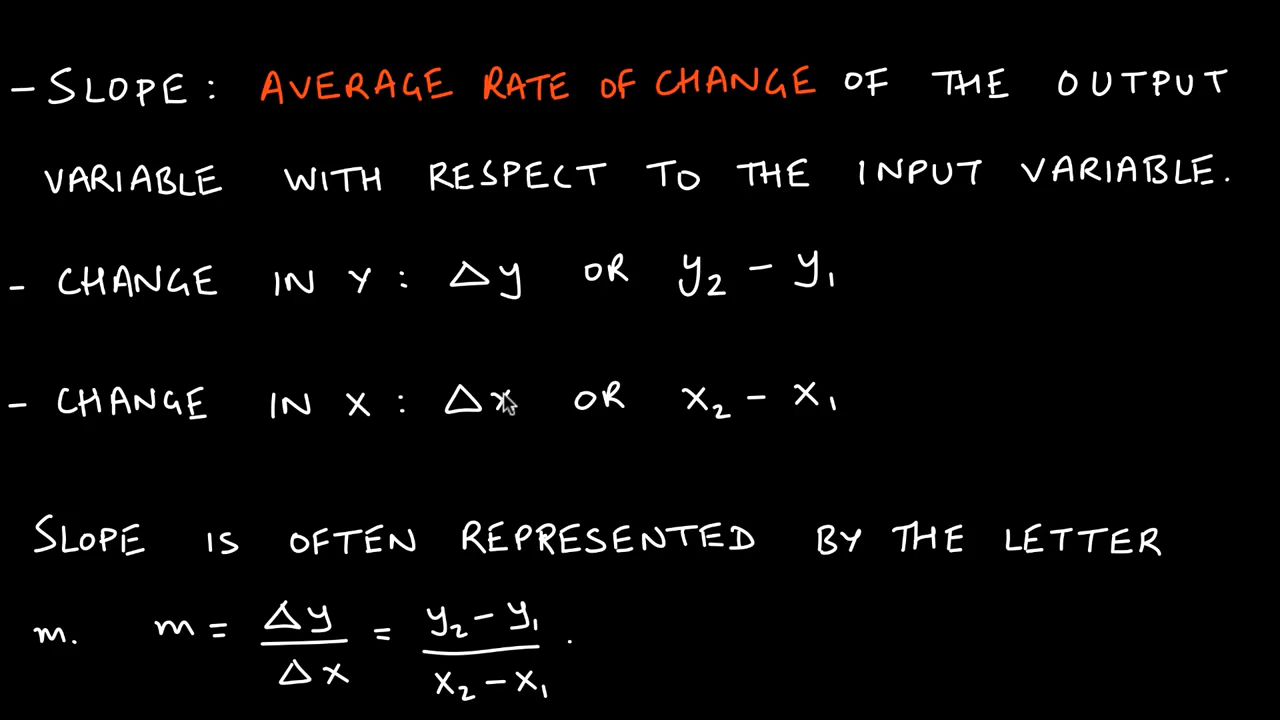 - SLOPE: AVERAGE RATE OF CHANGE OF THE OUTPUT
VARIABLE WITH RESPECT TO THE INPUT VARIABLE.
- CHANGE IN Y: Δy OR y₂ - y₁
- CHANGE IN X: Δx OR x₂ - x₁
SLOPE IS OFTEN REPRESENTED BY THE LETTER
m. m = Δy/Δx = (y₂ - y₁)/(x₂ - x₁).